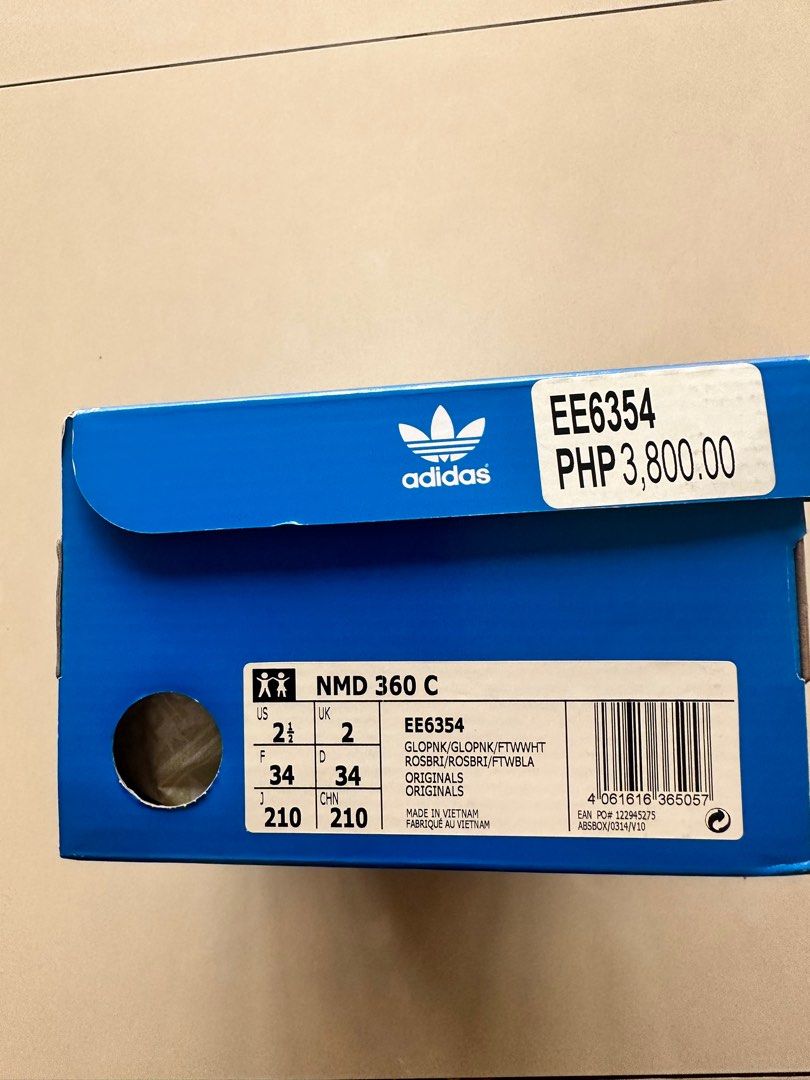 adidas
EE6354
PHP 3,800.00
NMD 360 C
US 2½
UK 2
F 34
D 34
J 210
CHN 210
EE6354
GLOPNK/GLOPNK/FTWWHT
ROSBRI/ROSBRI/FTWBLA
ORIGINALS
ORIGINALS
MADE IN VIETNAM
FABRIQUÉ AU VIETNAM
4 061616 365057
EAN PO# 122945275
ABSBOX/0314/V10